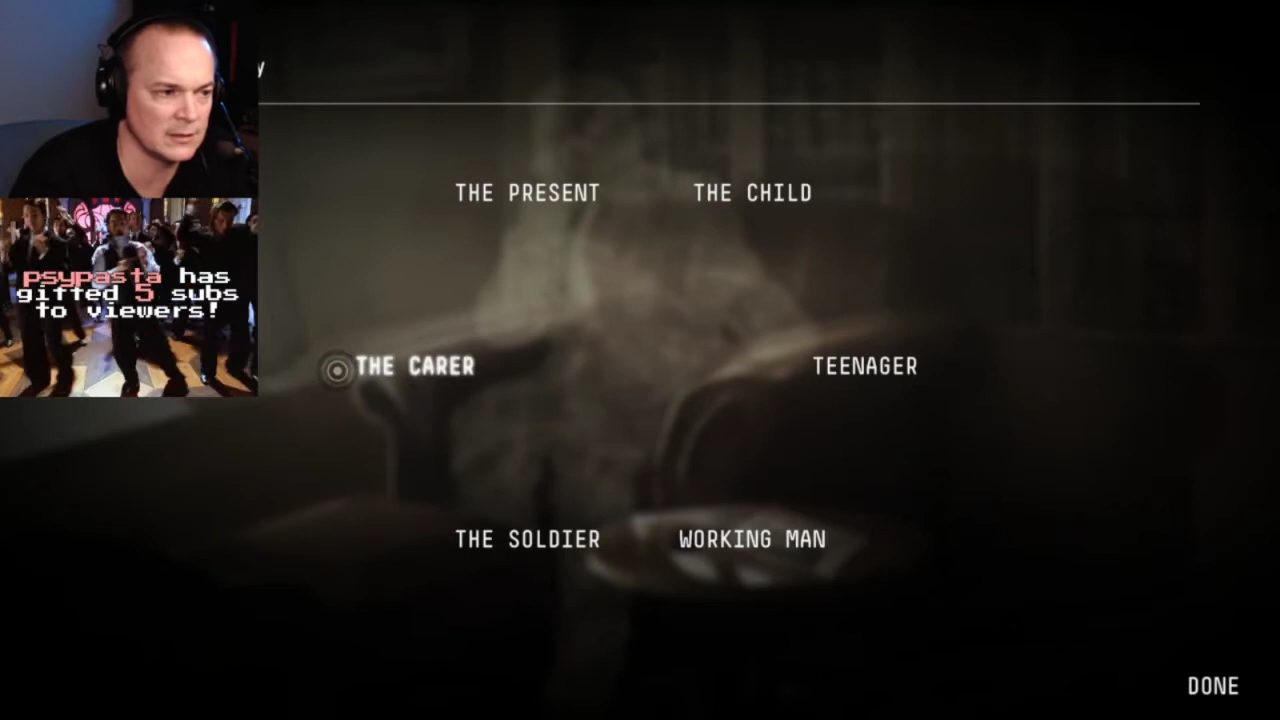 y
THE PRESENT THE CHILD
psypasta has
gifted 5 subs
to viewers!
THE CARER TEENAGER
THE SOLDIER WORKING MAN
DONE